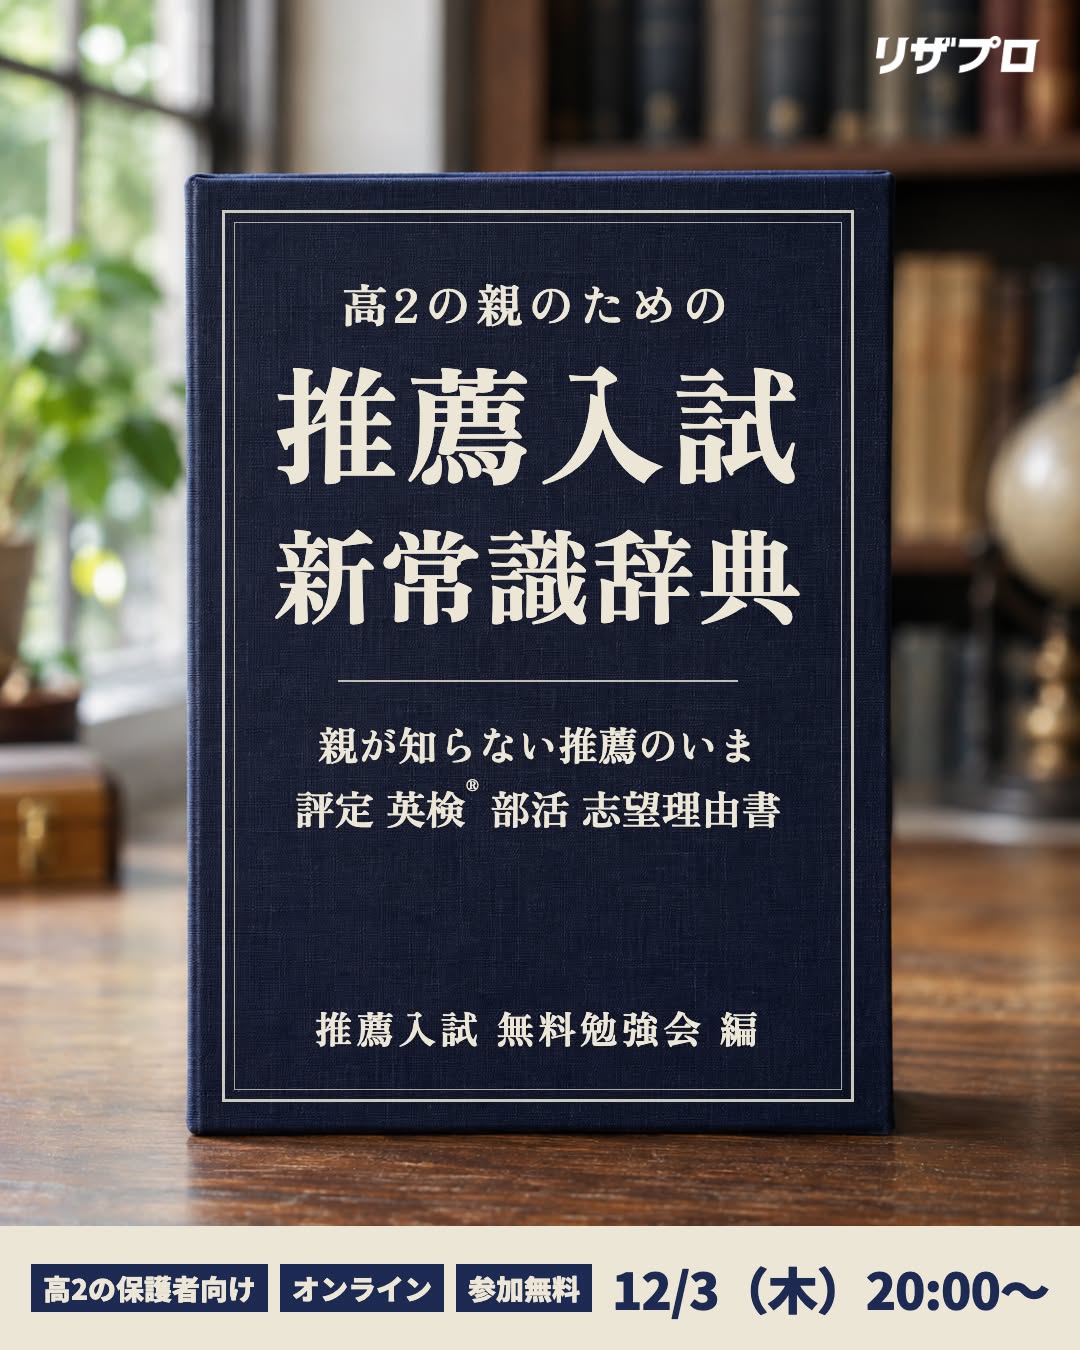 リザプロ
高2の親のための
推薦入試
新常識辞典
親が知らない推薦のいま
評定 英検® 部活 志望理由書
推薦入試 無料勉強会 編
高2の保護者向け オンライン 参加無料 12/3（木）20:00〜